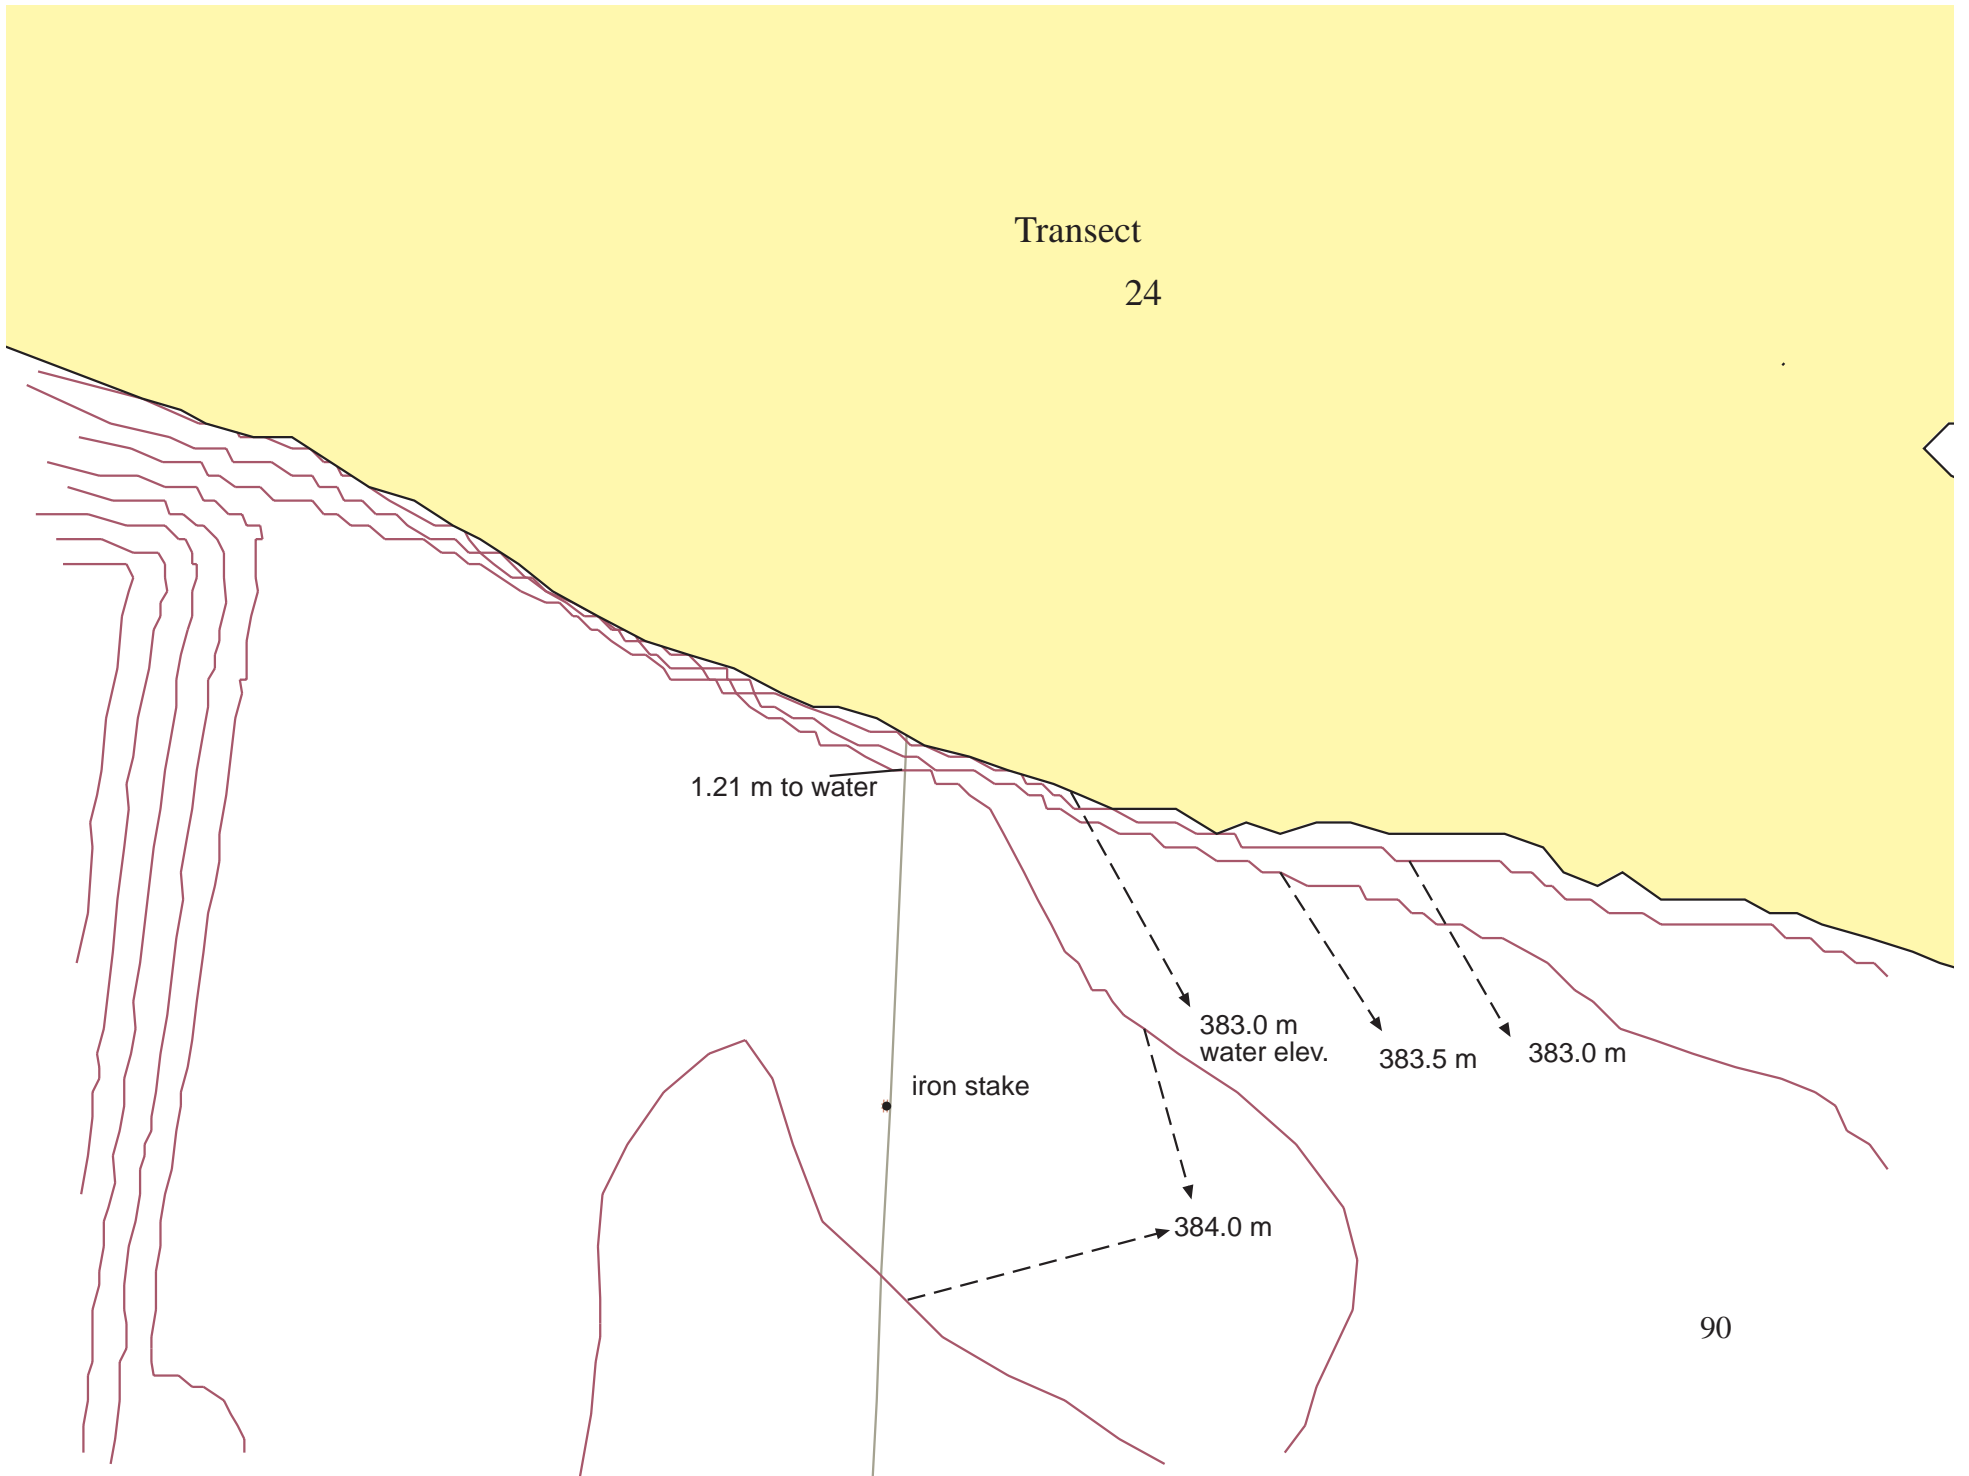 Transect
24
1.21 m to water
383.0 m
water elev.
383.5 m
383.0 m
iron stake
384.0 m
90